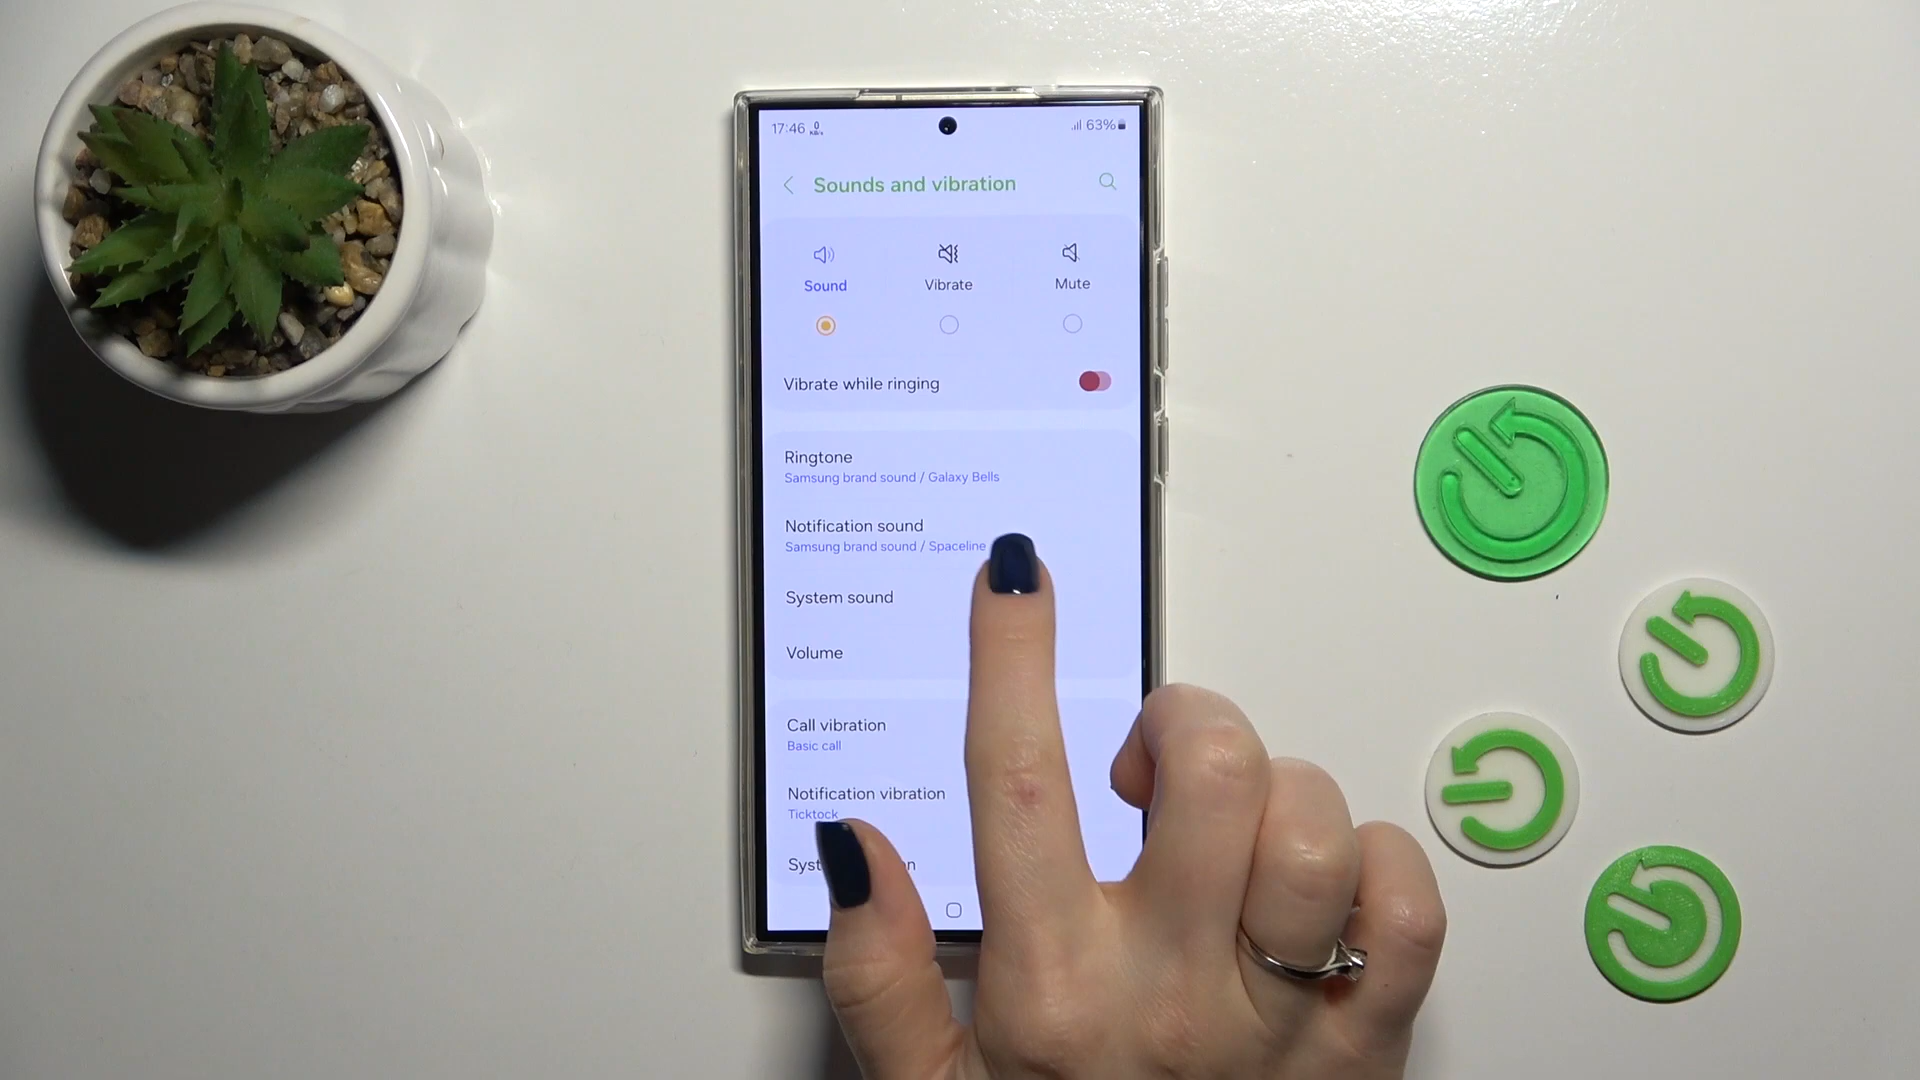 17:46
63%
Sounds and vibration
Sound Vibrate Mute
Vibrate while ringing
Ringtone
Samsung brand sound / Galaxy Bells
Notification sound
Samsung brand sound / Spaceline
System sound
Volume
Call vibration
Basic call
Notification vibration
Ticktock